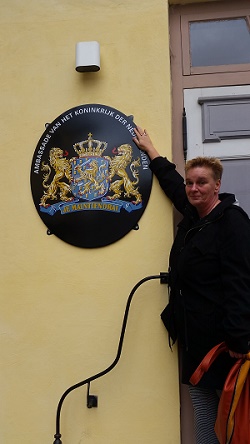 AMBASSADE VAN HET KONINKRIJK DER NEDERLANDEN
JE MAINTIENDRAI